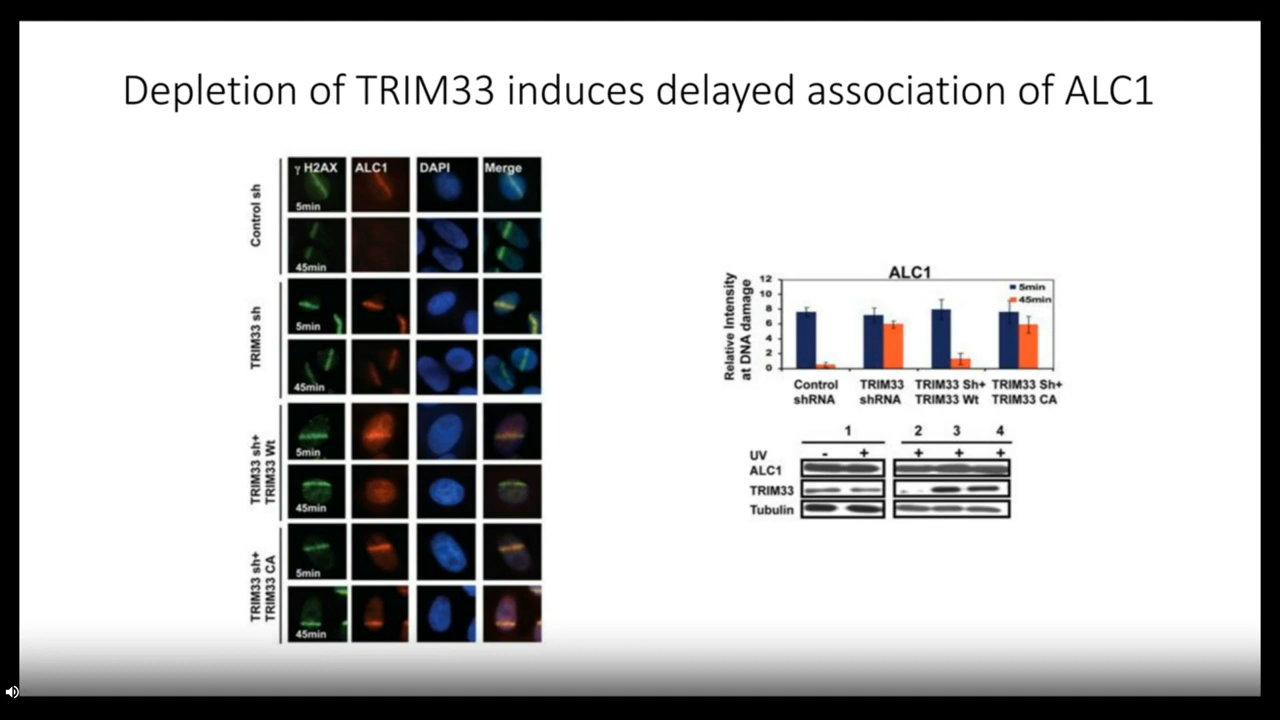 Depletion of TRIM33 induces delayed association of ALC1
γ H2AX ALC1 DAPI Merge
Control sh
5min
45min
TRIM33 sh
5min
45min
TRIM33 sh+
TRIM33 Wt
5min
45min
TRIM33 sh+
TRIM33 CA
5min
45min
ALC1
Relative Intensity
at DNA damage
12
10
8
6
4
2
0
5min
45min
Control
shRNA
TRIM33
shRNA
TRIM33 Sh+
TRIM33 Wt
TRIM33 Sh+
TRIM33 CA
1 2 3 4
UV - + + + +
ALC1
TRIM33
Tubulin